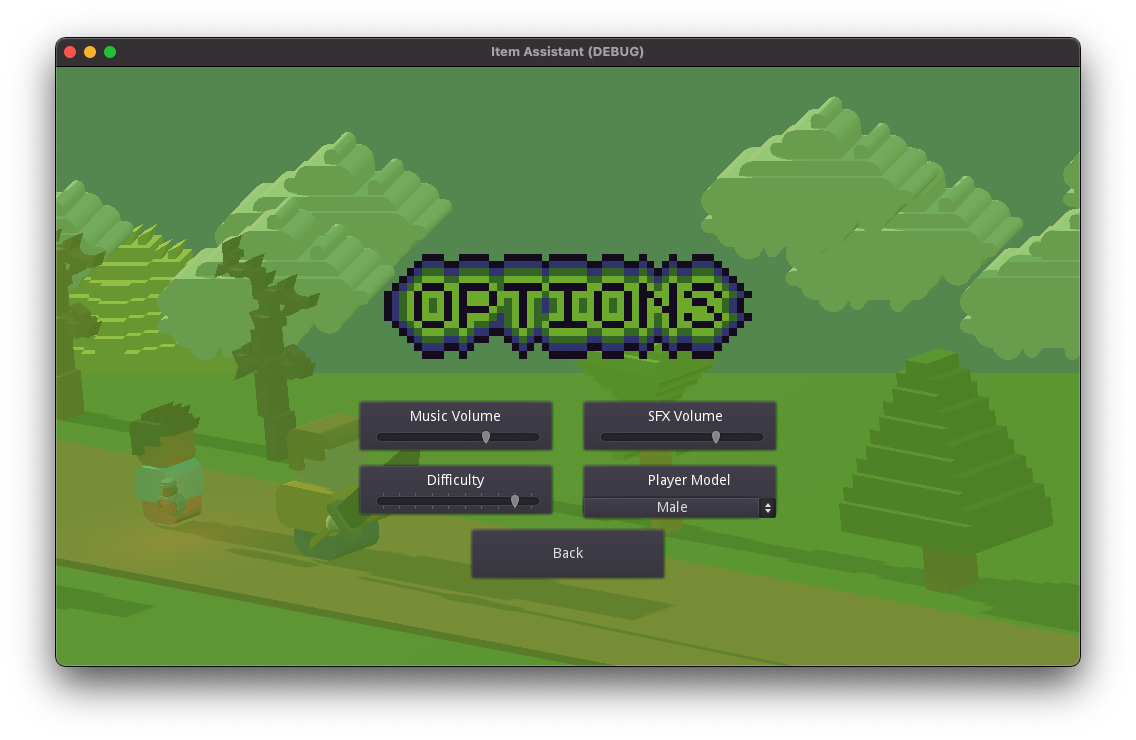 Item Assistant (DEBUG)
OPTIONS
Music Volume
SFX Volume
Difficulty
Player Model
Male
Back